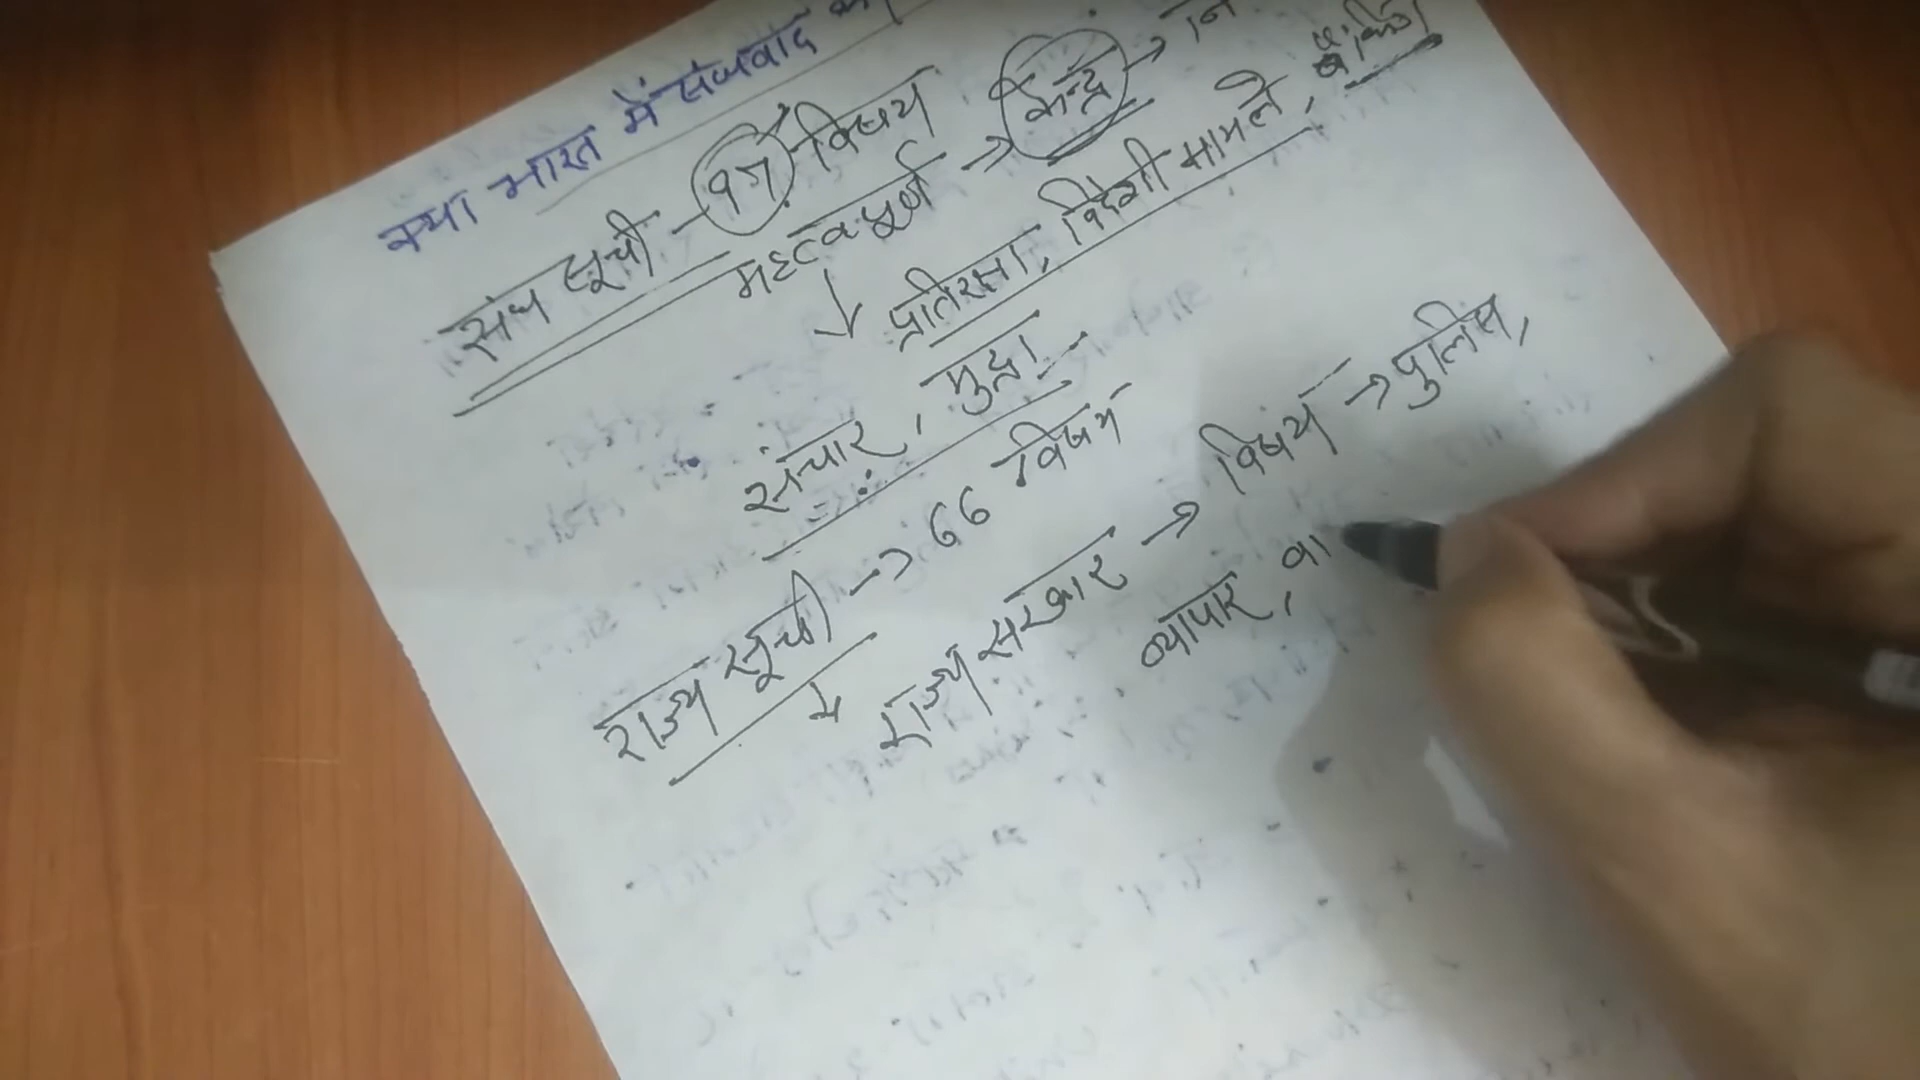 क्या भारत में संघवाद
संघ सूची - 97 विषय
महत्वपूर्ण → केन्द्र → नि
↓ प्रतिरक्षा, विदेशी मामले, बैंकिंग
संचार, मुद्रा
राज्य सूची → 66 विषय
↓ राज्य सरकार → विषय → पुलिस,
व्यापार, वा